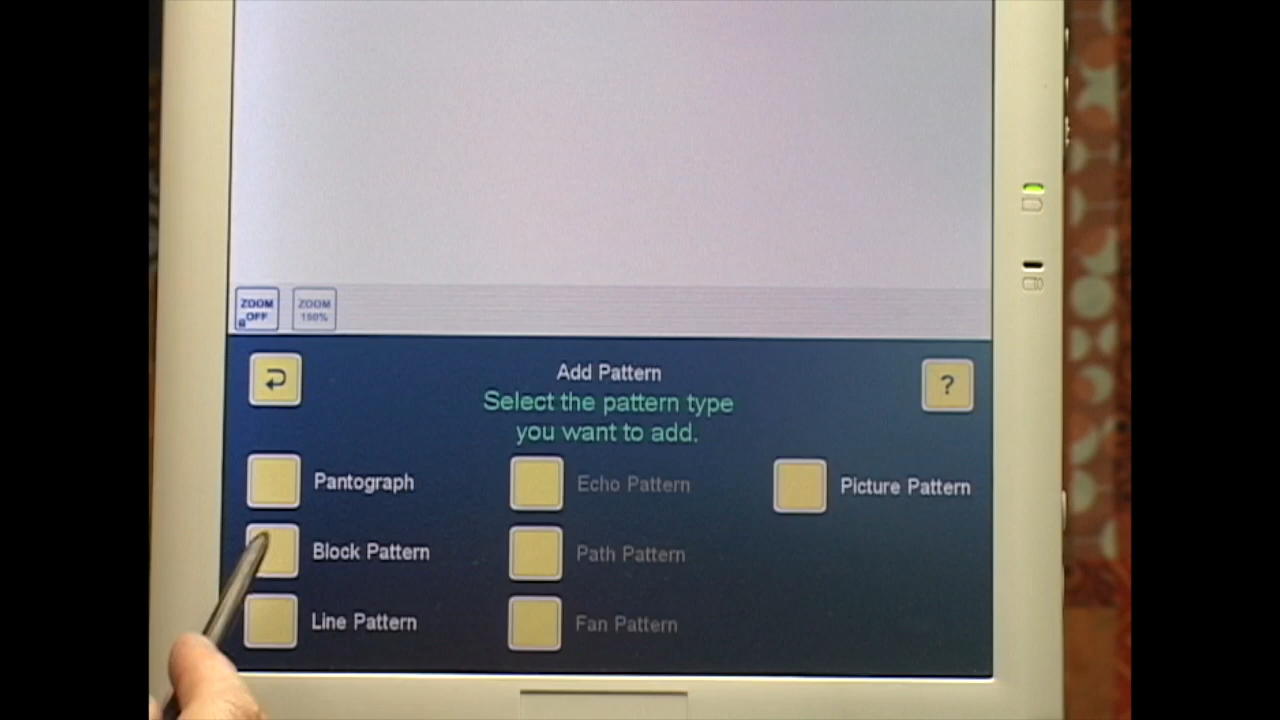 ZOOM
OFF
ZOOM
150%
Add Pattern
?
Select the pattern type
you want to add.
Pantograph
Echo Pattern
Picture Pattern
Block Pattern
Path Pattern
Line Pattern
Fan Pattern